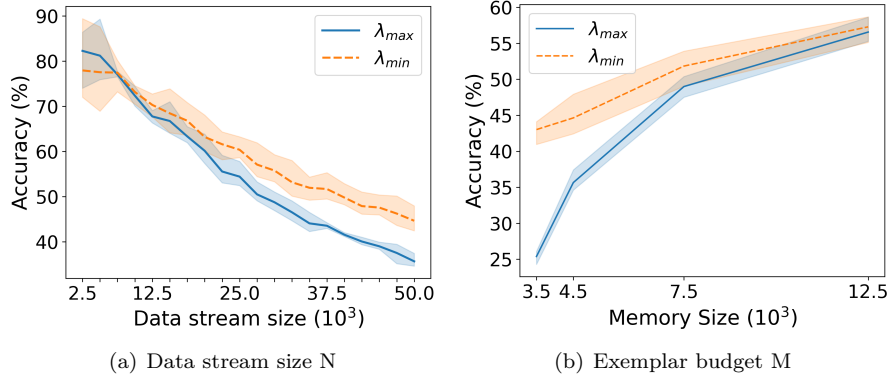 90
80
70
60
50
40
Accuracy (%)
λmax
λmin
2.5 12.5 25.0 37.5 50.0
Data stream size (10³)
(a) Data stream size N
60
55
50
45
40
35
30
25
Accuracy (%)
λmax
λmin
3.5 4.5 7.5 12.5
Memory Size (10³)
(b) Exemplar budget M